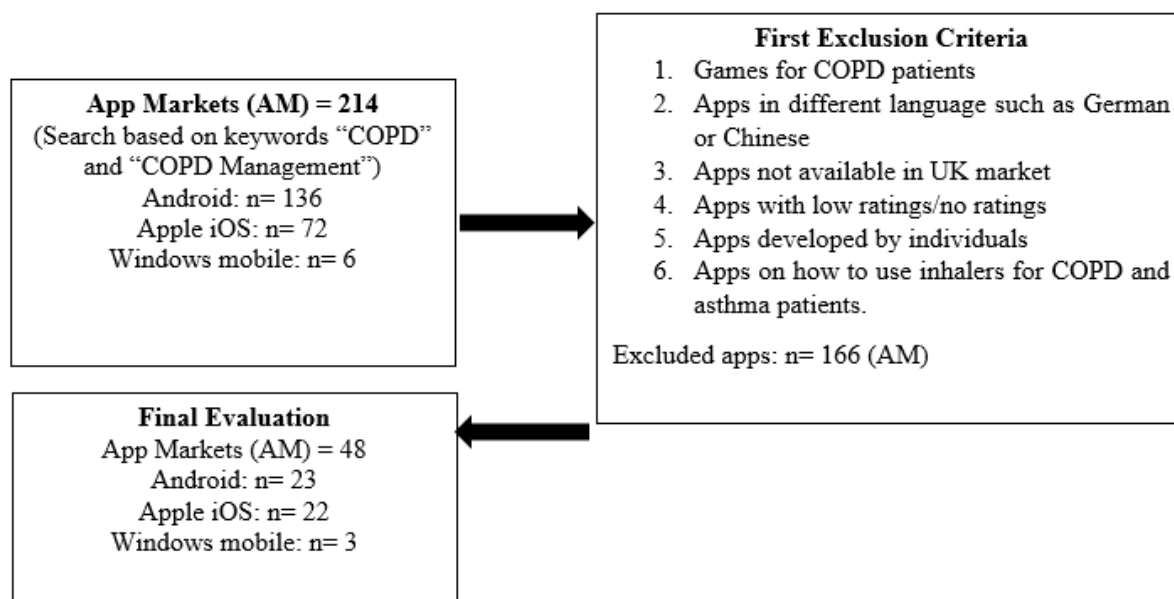 App Markets (AM) = 214
(Search based on keywords “COPD”
and “COPD Management”)
Android: n= 136
Apple iOS: n= 72
Windows mobile: n= 6
First Exclusion Criteria
1. Games for COPD patients
2. Apps in different language such as German
or Chinese
3. Apps not available in UK market
4. Apps with low ratings/no ratings
5. Apps developed by individuals
6. Apps on how to use inhalers for COPD and
asthma patients.
Excluded apps: n= 166 (AM)
Final Evaluation
App Markets (AM) = 48
Android: n= 23
Apple iOS: n= 22
Windows mobile: n= 3